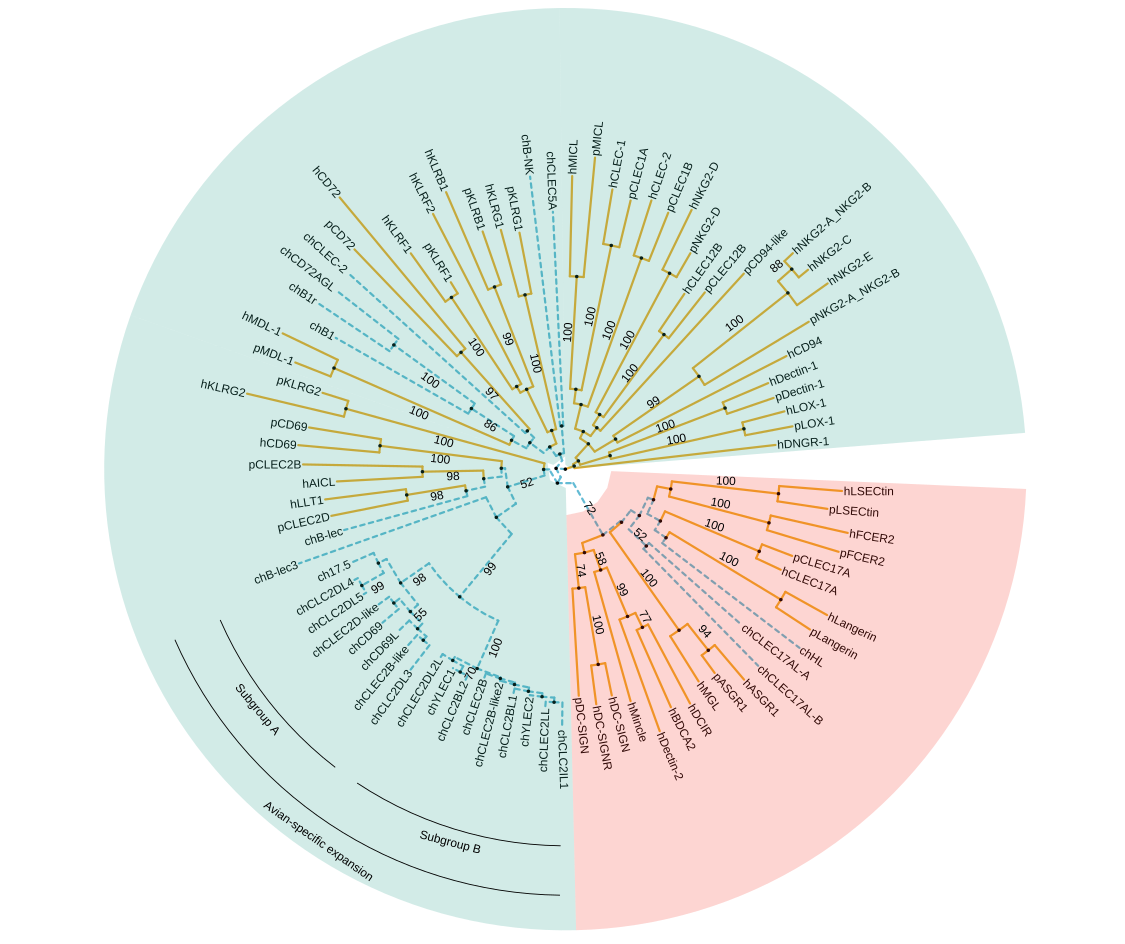 chB-NK
chCLEC5A
hMICL
pMICL
hCLEC-1
pCLEC1A
hCLEC-2
pCLEC1B
hNKG2-D
pNKG2-D
hCLEC12B
pCLEC12B
pCD94-like
hNKG2-A_NKG2-B
hNKG2-C
hNKG2-E
pNKG2-A_NKG2-B
hCD94
hDectin-1
pDectin-1
hLOX-1
pLOX-1
hDNGR-1
hLSECtin
pLSECtin
hFCER2
pFCER2
pCLEC17A
hCLEC17A
hLangerin
pLangerin
chHL
chCLEC17AL-A
chCLEC17AL-B
hASGR1
pASGR1
hMGL
hDCIR
hBDCA2
hDectin-2
hMincle
hDC-SIGN
hDC-SIGNR
pDC-SIGN
chCLC2IL1
chCLEC2LL
chYLEC2
chCLC2BL1
chCLEC2B-like2
chCLEC2B
chCLC2BL2
chYLEC1
chCLEC2DL2L
chCLC2DL3
chCLEC2B-like
chCD69L
chCD69
chCLEC2D-like
chCLC2DL5
chCLC2DL4
ch17.5
chB-lec3
chB-lec
pCLEC2D
hLLT1
hAICL
pCLEC2B
hCD69
pCD69
hKLRG2
pKLRG2
pMDL-1
hMDL-1
chB1
chB1r
chCD72AGL
chCLEC-2
pCD72
hCD72
pKLRF1
hKLRF1
hKLRF2
hKLRB1
pKLRB1
hKLRG1
pKLRG1
100
100
100
100
100
88
100
99
100
100
100
100
100
100
52
72
100
94
77
99
58
100
74
100
70
99
98
55
99
52
98
98
100
100
100
86
100
97
100
99
100
Subgroup A
Subgroup B
Avian-specific expansion